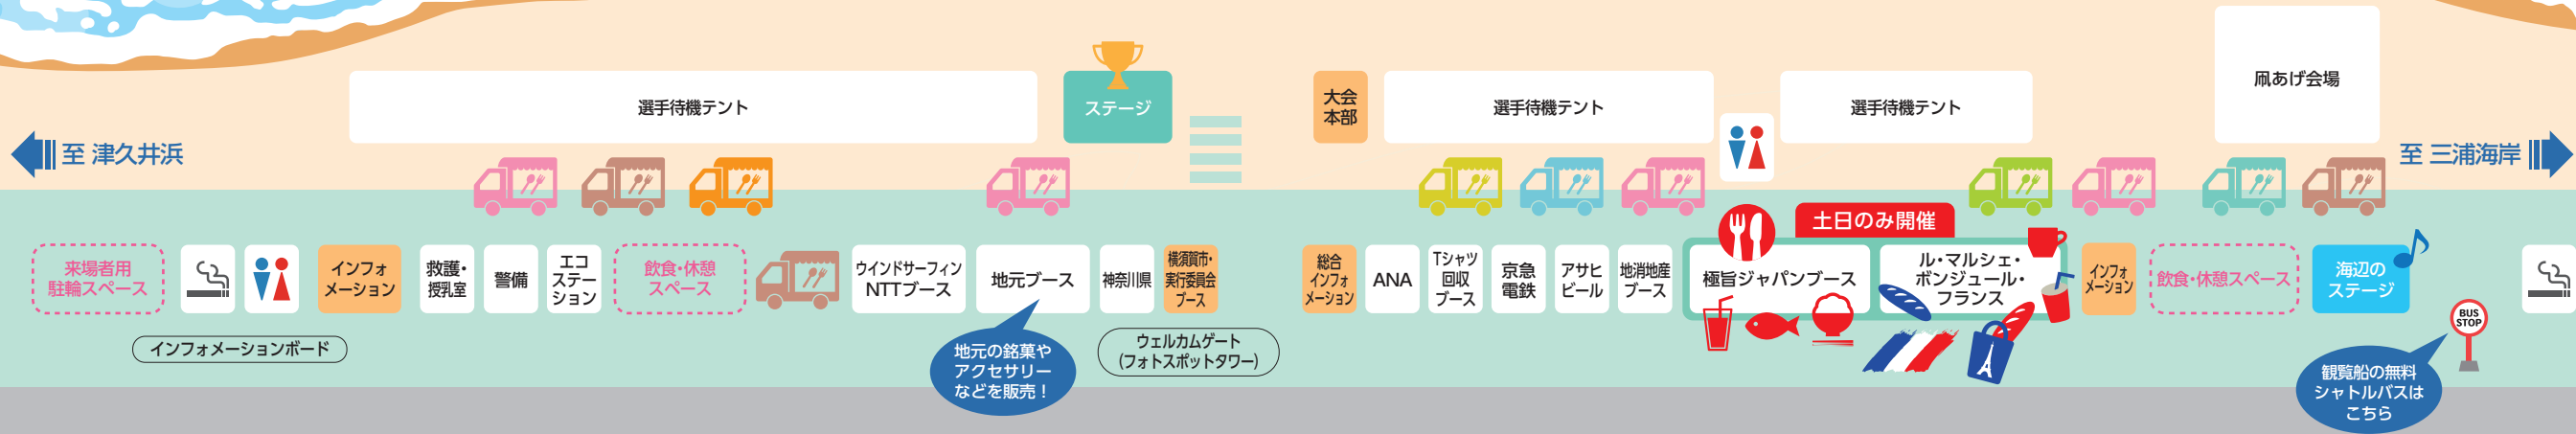 選手待機テント
ステージ
大会
本部
選手待機テント
選手待機テント
凧あげ会場
至 津久井浜
至 三浦海岸
土日のみ開催
来場者用
駐輪スペース
インフォ
メーション
救護・
授乳室
警備
エコ
ステー
ション
飲食・休憩
スペース
ウインドサーフィン
NTTブース
地元ブース
神奈川県
横須賀市・
実行委員会
ブース
総合
インフォ
メーション
ANA
Tシャツ
回収
ブース
京急
電鉄
アサヒ
ビール
地消地産
ブース
極旨ジャパンブース
ル・マルシェ・
ボンジュール・
フランス
インフォ
メーション
飲食・休憩スペース
海辺の
ステージ
BUS
STOP
インフォメーションボード
地元の銘菓や
アクセサリー
などを販売！
ウェルカムゲート
(フォトスポットタワー)
観覧船の無料
シャトルバスは
こちら